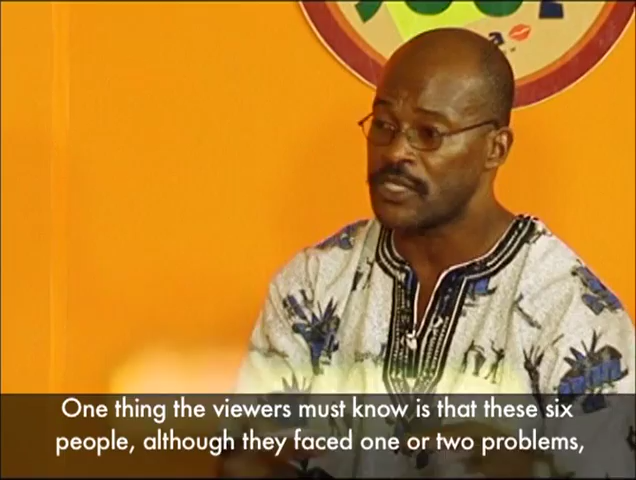 One thing the viewers must know is that these six
people, although they faced one or two problems,